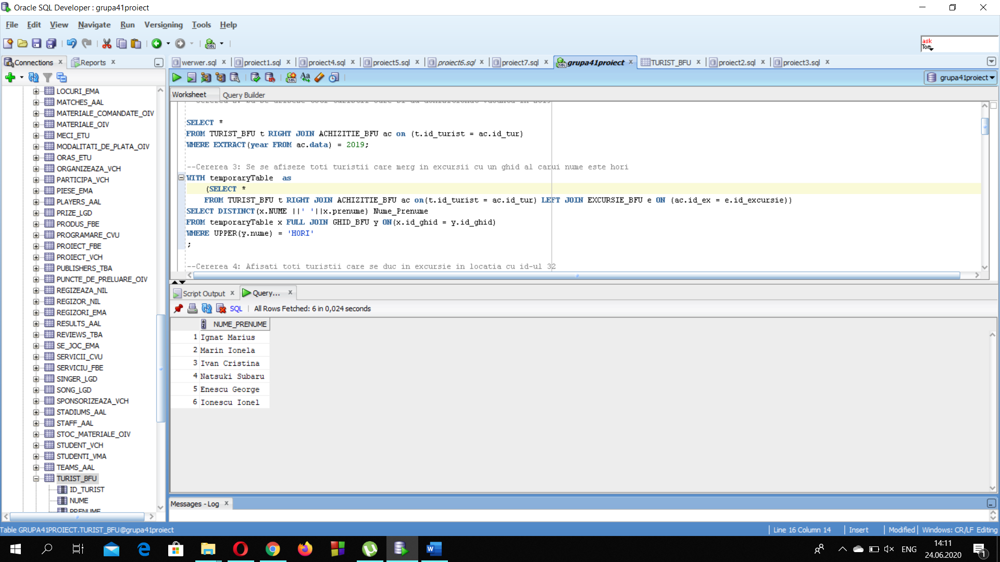 Oracle SQL Developer : grupa41proiect
File Edit View Navigate Run Versioning Tools Help
ask
Tom
Connections Reports
werwer.sql proiect1.sql proiect4.sql proiect5.sql proiect6.sql proiect7.sql grupa41proiect TURIST_BFU proiect2.sql proiect3.sql
grupa41proiect
Worksheet Query Builder
LOCURI_EMA
MATCHES_AAL
MATERIALE_COMANDATE_OIV
MATERIALE_OIV
MECI_ETU
MODALITATI_DE_PLATA_OIV
ORAS_ETU
ORGANIZEAZA_VCH
PARTICIPA_VCH
PIESE_EMA
PLAYERS_AAL
PRIZE_LGD
PRODUS_FBE
PROGRAMARE_CVU
PROIECT_FBE
PROIECT_VCH
PUBLISHERS_TBA
PUNCTE_DE_PRELUARE_OIV
REGIZEAZA_NIL
REGIZOR_NIL
REGIZORI_EMA
RESULTS_AAL
REVIEWS_TBA
SE_JOC_EMA
SERVICII_CVU
SERVICIU_FBE
SINGER_LGD
SONG_LGD
SPONSORIZEAZA_VCH
STADIUMS_AAL
STAFF_AAL
STOC_MATERIALE_OIV
STUDENT_VCH
STUDENTI_VMA
TEAMS_AAL
TURIST_BFU
ID_TURIST
NUME
PRENUME
SELECT *
FROM TURIST_BFU t RIGHT JOIN ACHIZITIE_BFU ac on (t.id_turist = ac.id_tur)
WHERE EXTRACT(year FROM ac.data) = 2019;
--Cererea 3: Se se afiseze toti turistii care merg in excursii cu un ghid al carui nume este hori
WITH temporaryTable as
(SELECT *
FROM TURIST_BFU t RIGHT JOIN ACHIZITIE_BFU ac on(t.id_turist = ac.id_tur) LEFT JOIN EXCURSIE_BFU e ON (ac.id_ex = e.id_excursie))
SELECT DISTINCT(x.NUME ||' '||x.prenume) Nume_Prenume
FROM temporaryTable x FULL JOIN GHID_BFU y ON(x.id_ghid = y.id_ghid)
WHERE UPPER(y.nume) = 'HORI'
;
--Cererea 4: Afisati toti turistii care se duc in excursie in locatia cu id-ul 32
Script Output Query...
SQL All Rows Fetched: 6 in 0,024 seconds
NUME_PRENUME
1 Ignat Marius
2 Marin Ionela
3 Ivan Cristina
4 Natsuki Subaru
5 Enescu George
6 Ionescu Ionel
Messages - Log
Table GRUPA41PROIECT.TURIST_BFU@grupa41proiect
Line 16 Column 14 Insert Modified Windows: CR/LF Editing
ENG
14:11
24.06.2020
1